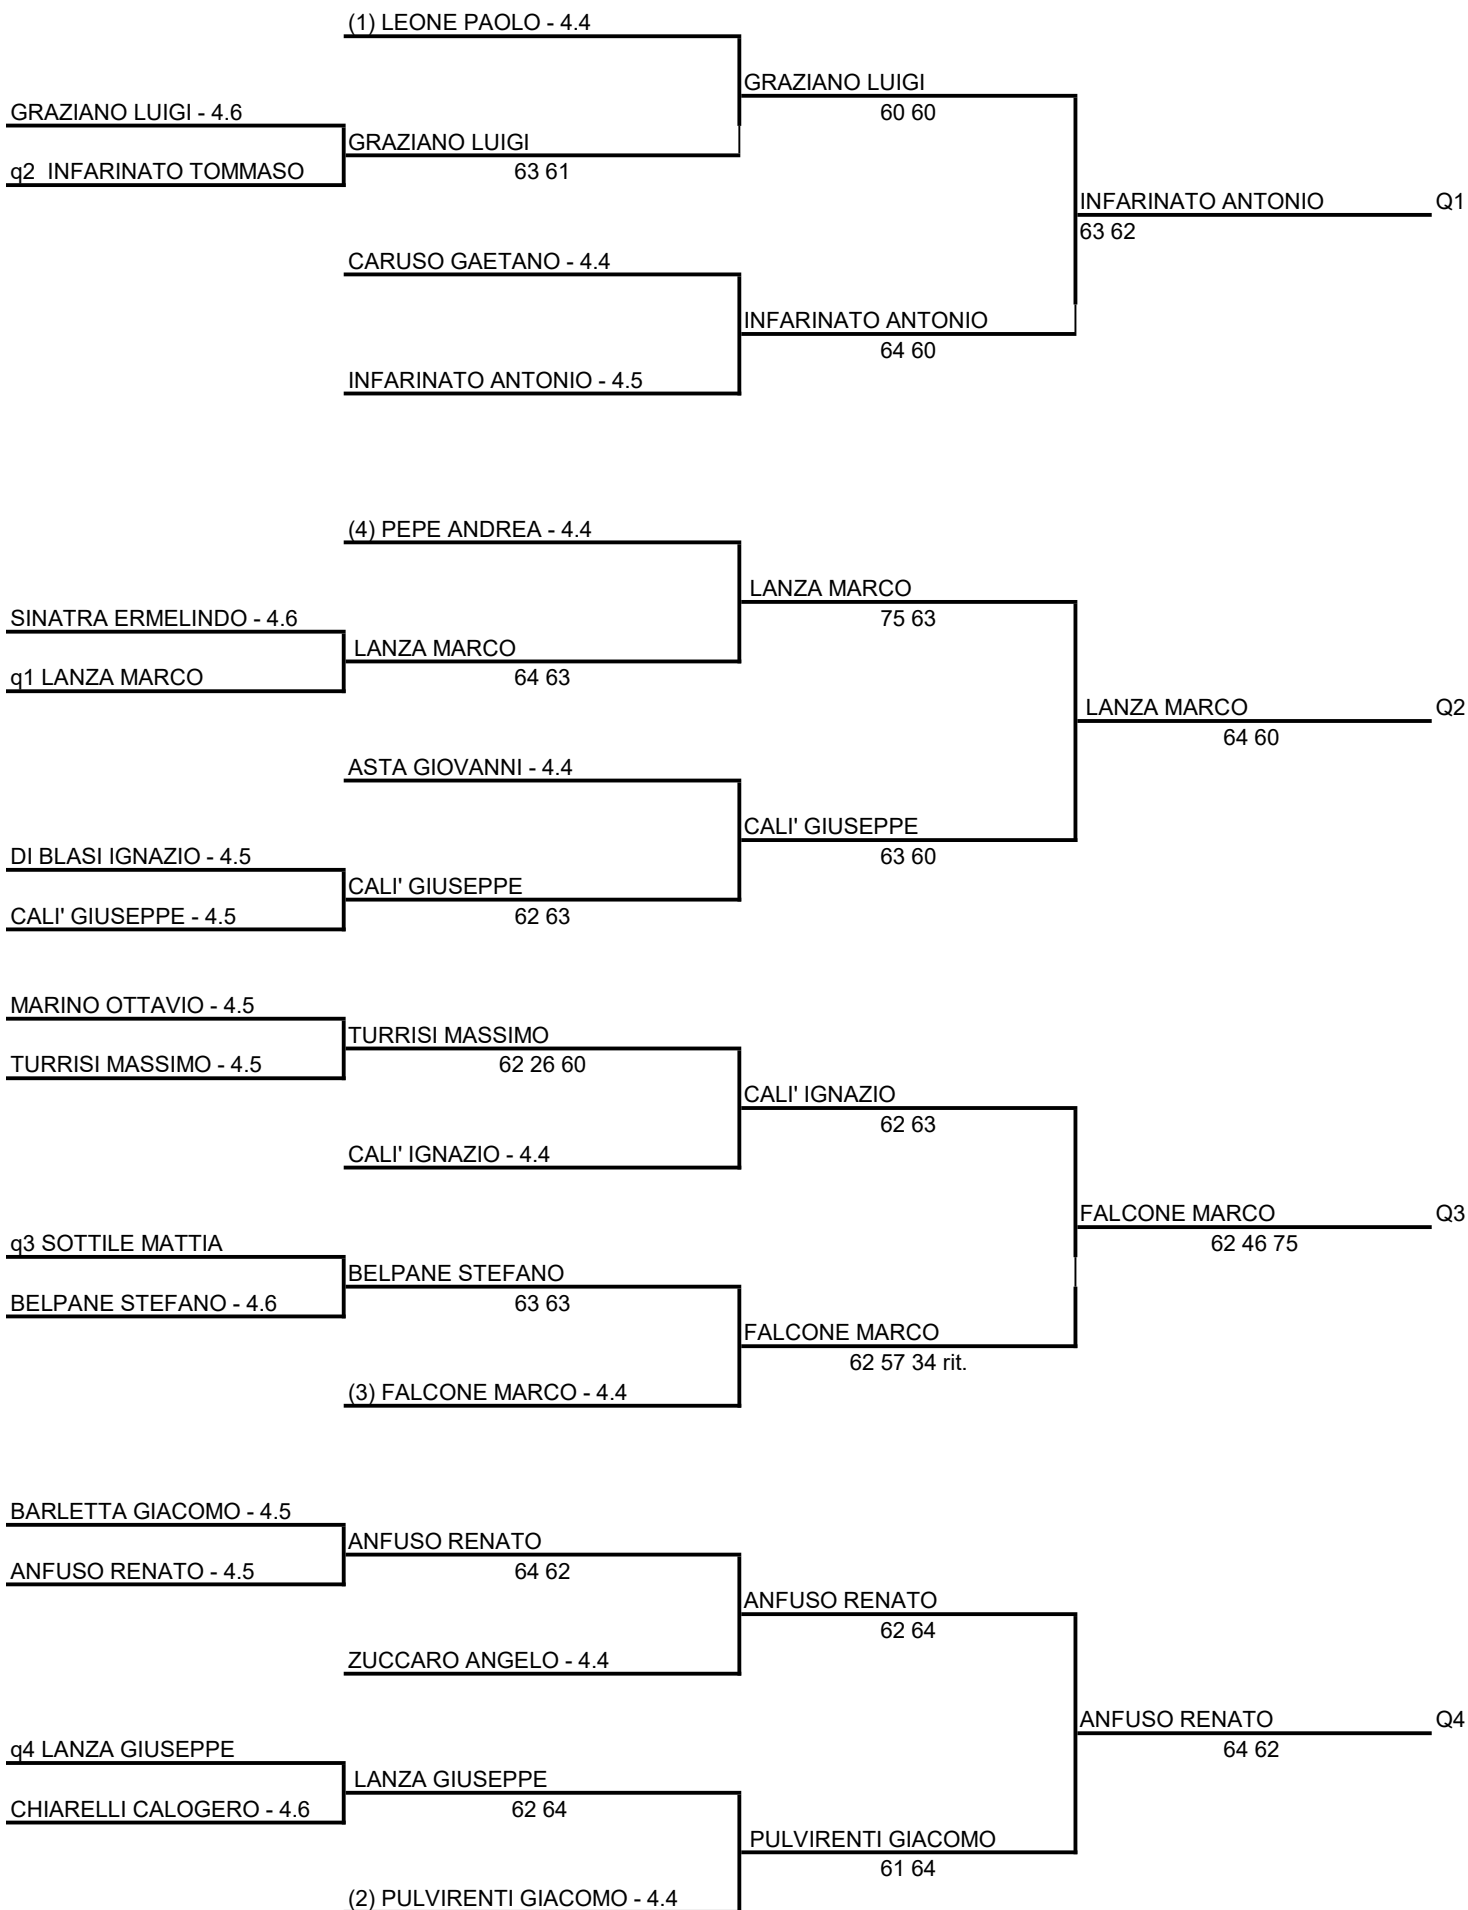 (1) LEONE PAOLO - 4.4
GRAZIANO LUIGI
GRAZIANO LUIGI - 4.6
60 60
GRAZIANO LUIGI
q2 INFARINATO TOMMASO
63 61
INFARINATO ANTONIO
Q1
63 62
CARUSO GAETANO - 4.4
INFARINATO ANTONIO
64 60
INFARINATO ANTONIO - 4.5
(4) PEPE ANDREA - 4.4
LANZA MARCO
SINATRA ERMELINDO - 4.6
75 63
LANZA MARCO
q1 LANZA MARCO
64 63
LANZA MARCO
Q2
64 60
ASTA GIOVANNI - 4.4
CALI' GIUSEPPE
DI BLASI IGNAZIO - 4.5
63 60
CALI' GIUSEPPE
CALI' GIUSEPPE - 4.5
62 63
MARINO OTTAVIO - 4.5
TURRISI MASSIMO
TURRISI MASSIMO - 4.5
62 26 60
CALI' IGNAZIO
62 63
CALI' IGNAZIO - 4.4
FALCONE MARCO
Q3
q3 SOTTILE MATTIA
62 46 75
BELPANE STEFANO
BELPANE STEFANO - 4.6
63 63
FALCONE MARCO
62 57 34 rit.
(3) FALCONE MARCO - 4.4
BARLETTA GIACOMO - 4.5
ANFUSO RENATO
ANFUSO RENATO - 4.5
64 62
ANFUSO RENATO
62 64
ZUCCARO ANGELO - 4.4
ANFUSO RENATO
Q4
q4 LANZA GIUSEPPE
64 62
LANZA GIUSEPPE
CHIARELLI CALOGERO - 4.6
62 64
PULVIRENTI GIACOMO
61 64
(2) PULVIRENTI GIACOMO - 4.4